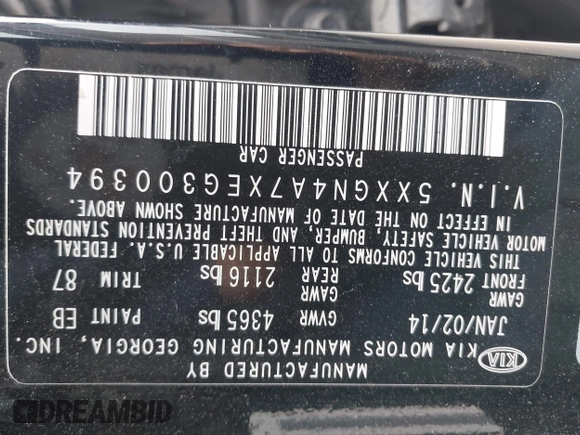 MANUFACTURED BY
KIA KIA MOTORS MANUFACTURING GEORGIA, INC.
JAN/02/14 GVWR 4365 lbs PAINT EB
GAWR FRONT 2425 lbs GAWR REAR 2116 lbs TRIM 87
THIS VEHICLE CONFORMS TO ALL APPLICABLE U.S.A. FEDERAL
MOTOR VEHICLE SAFETY, BUMPER, AND THEFT PREVENTION STANDARDS
IN EFFECT ON THE DATE OF MANUFACTURE SHOWN ABOVE.
V.I.N. 5XXGN4A7XEG300394
PASSENGER CAR
DREAMBID